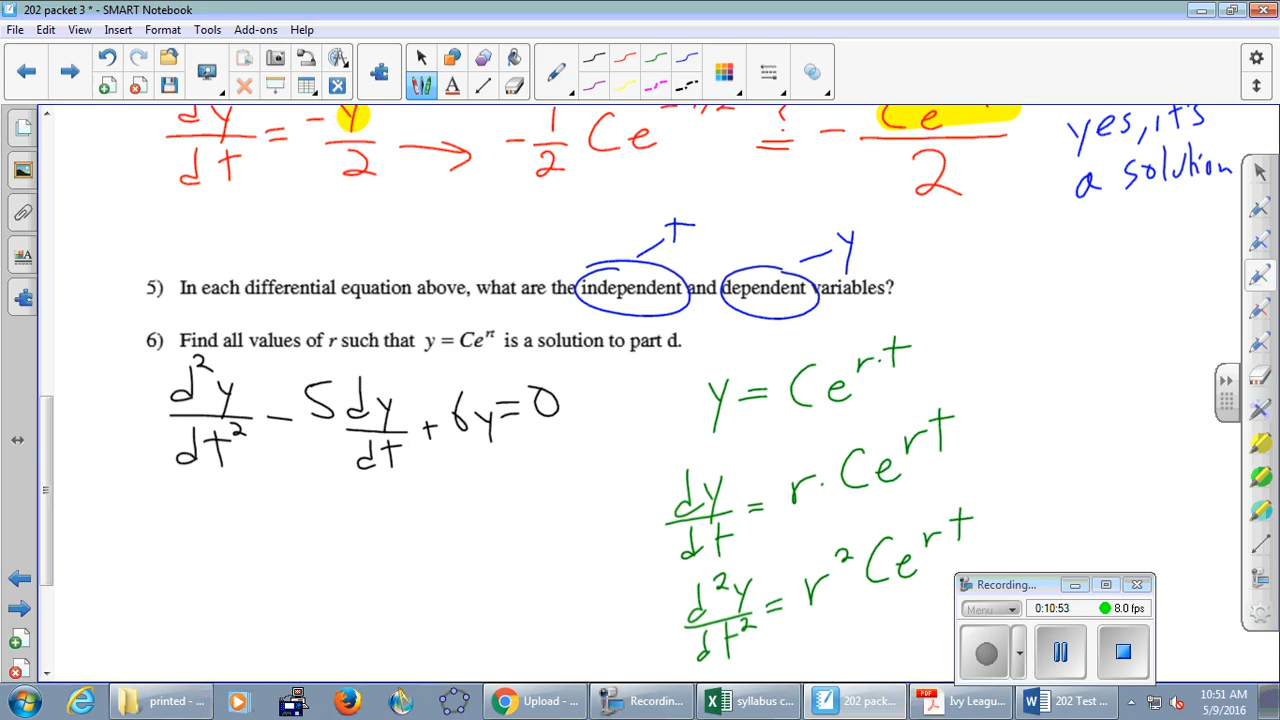 202 packet 3 * - SMART Notebook
File Edit View Insert Format Tools Add-ons Help
dy/dt = -y/2 → -1/2 Ce ?= - Ce/2
yes, it's
a solution
t
y
5) In each differential equation above, what are the independent and dependent variables?
6) Find all values of r such that y = Ce^rt is a solution to part d.
d²y/dt² - 5 dy/dt + 6y = 0
y = Ce^r·t
dy/dt = r·Ce^rt
d²y/dt² = r²Ce^rt
Recording...
Menu 0:10:53 8.0 fps
printed -... Upload -... Recordin... syllabus c... 202 pack... Ivy Leagu... 202 Test ...
10:51 AM
5/9/2016